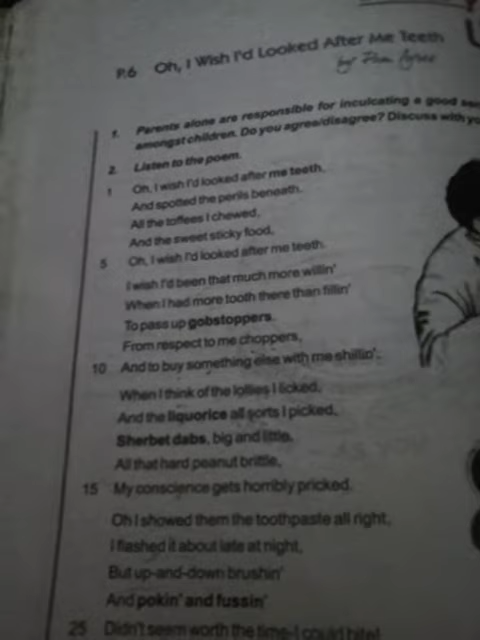 P.6 Oh, I Wish I'd Looked After Me Teeth
by Pam Ayres
1. Parents alone are responsible for inculcating a good
amongst children. Do you agree/disagree? Discuss with
2. Listen to the poem.
1 Oh, I wish I'd looked after me teeth,
And spotted the perils beneath.
All the toffees I chewed,
And the sweet sticky food,
5 Oh, I wish I'd looked after me teeth.
I wish I'd been that much more willin'
When I had more tooth there than fillin'
To pass up gobstoppers.
From respect to me choppers,
10 And to buy something else with me shillin'.
When I think of the lollies I licked,
And the liquorice all sorts I picked,
Sherbet dabs, big and little,
All that hard peanut brittle,
15 My conscience gets horribly pricked.
Oh I showed them the toothpaste all right,
I flashed it about late at night,
But up-and-down brushin'
And pokin' and fussin'
25 Didn't seem worth the time-I could bite!